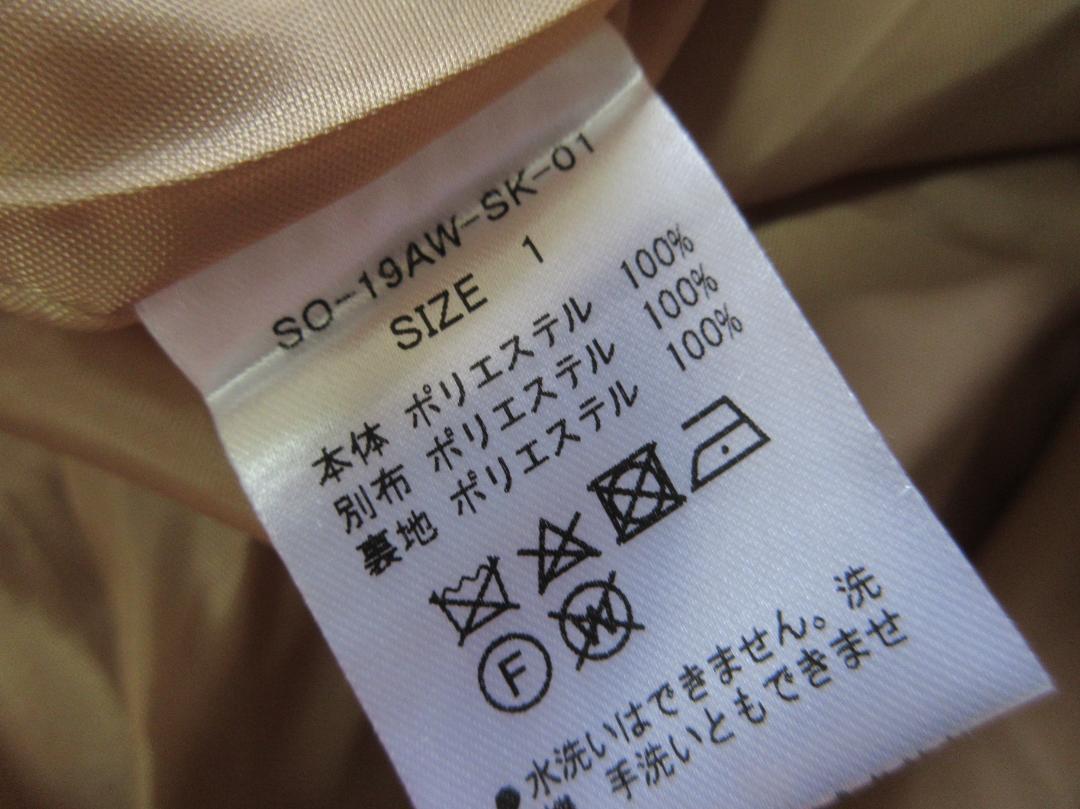 SO-19AW-SK-01
SIZE 1
本体 ポリエステル 100%
別布 ポリエステル 100%
裏地 ポリエステル 100%
F W
●水洗いはできません。洗
機 手洗いともできませ